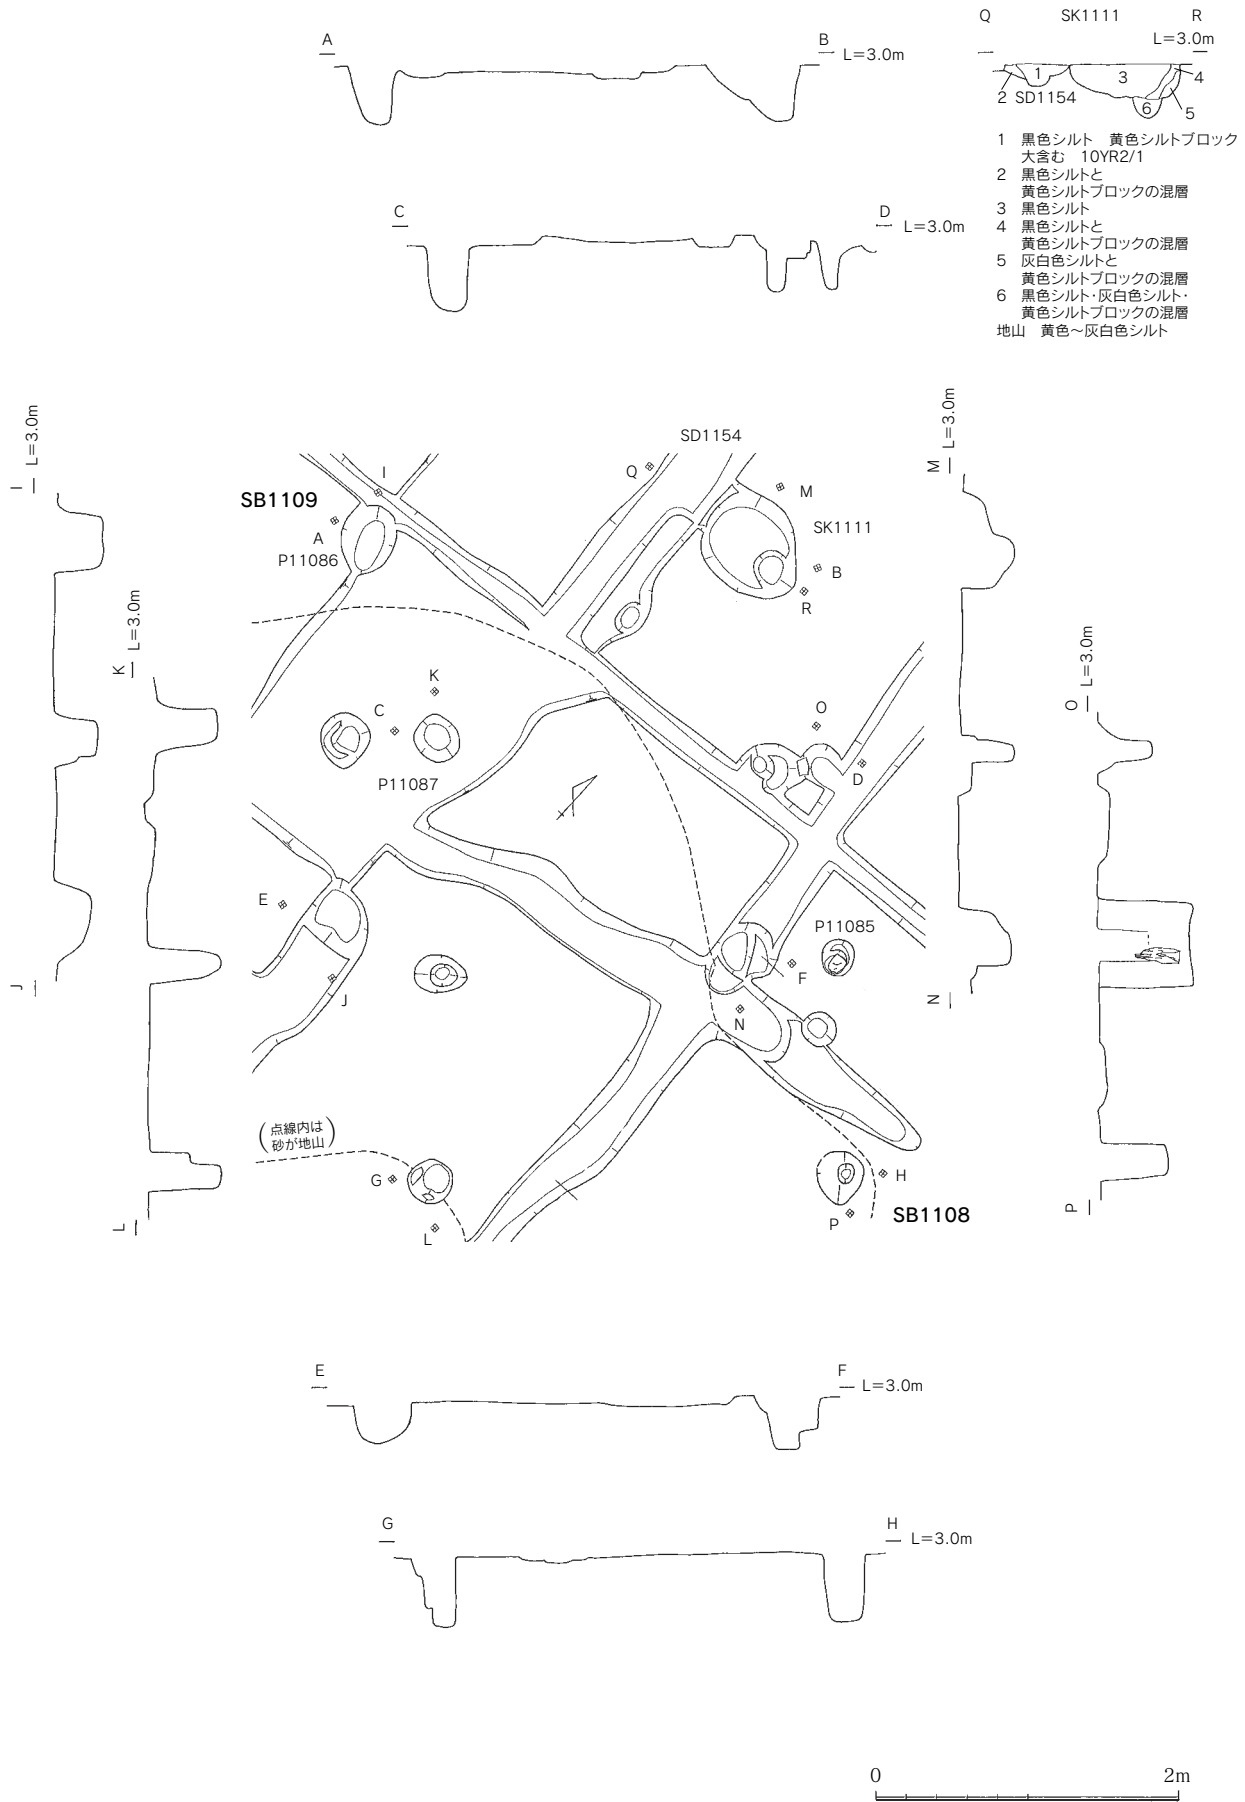 A
B
L=3.0m
Q
SK1111
R
L=3.0m
1
3
4
2
SD1154
6
5
1 黒色シルト 黄色シルトブロック
大含む 10YR2/1
2 黒色シルトと
黄色シルトブロックの混層
3 黒色シルト
4 黒色シルトと
黄色シルトブロックの混層
5 灰白色シルトと
黄色シルトブロックの混層
6 黒色シルト・灰白色シルト・
黄色シルトブロックの混層
地山 黄色～灰白色シルト
C
D
L=3.0m
I
L=3.0m
J
K
L=3.0m
L
M
L=3.0m
N
O
L=3.0m
P
SD1154
I
Q
M
SB1109
A
SK1111
P11086
B
R
K
C
O
D
P11087
E
P11085
F
J
N
(点線内は
砂が地山)
G
H
SB1108
P
L
E
F
L=3.0m
G
H
L=3.0m
0
2m